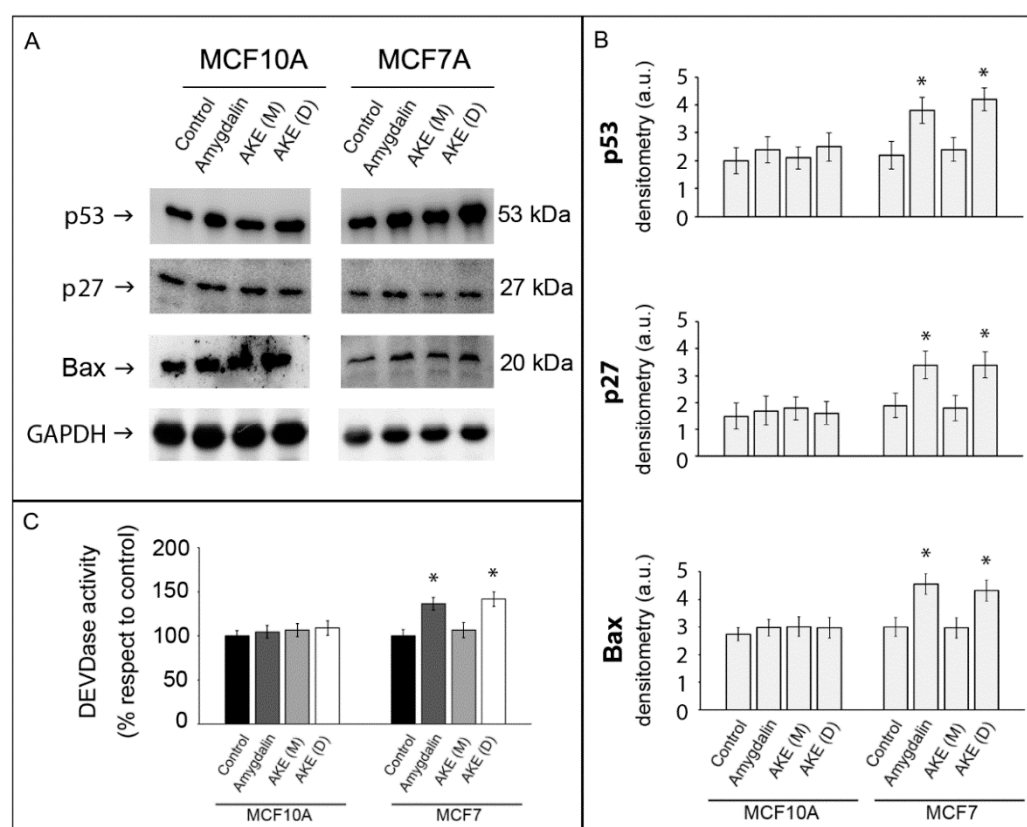 A
MCF10A MCF7A
Control Amygdalin AKE (M) AKE (D) Control Amygdalin AKE (M) AKE (D)
p53 → 53 kDa
p27 → 27 kDa
Bax → 20 kDa
GAPDH →
B
p53
densitometry (a.u.)
5
4
3
2
1
0
* *
p27
densitometry (a.u.)
5
4
3
2
1
0
* *
Bax
densitometry (a.u.)
5
4
3
2
1
0
* *
Control Amygdalin AKE (M) AKE (D) Control Amygdalin AKE (M) AKE (D)
MCF10A MCF7
C
DEVDase activity
(% respect to control)
200
150
100
50
0
* *
Control Amygdalin AKE (M) AKE (D) Control Amygdalin AKE (M) AKE (D)
MCF10A MCF7